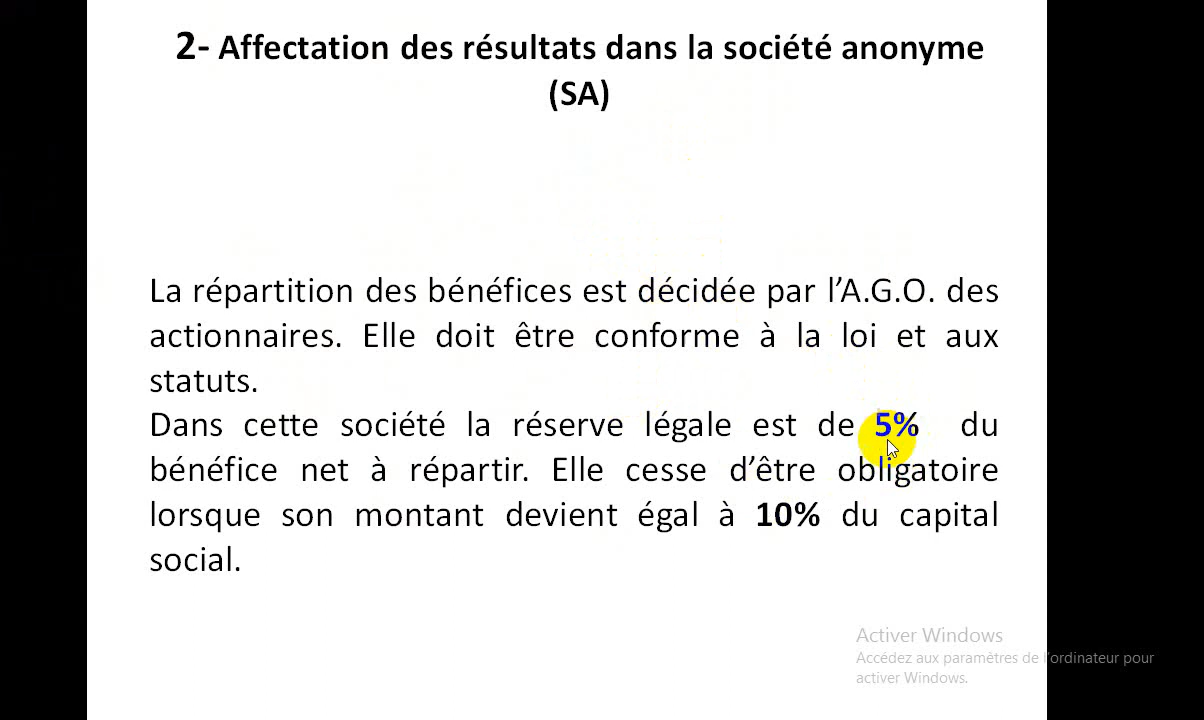 2- Affectation des résultats dans la société anonyme
(SA)
La répartition des bénéfices est décidée par l’A.G.O. des
actionnaires. Elle doit être conforme à la loi et aux
statuts.
Dans cette société la réserve légale est de 5% du
bénéfice net à répartir. Elle cesse d’être obligatoire
lorsque son montant devient égal à 10% du capital
social.
Activer Windows
Accédez aux paramètres de l'ordinateur pour
activer Windows.